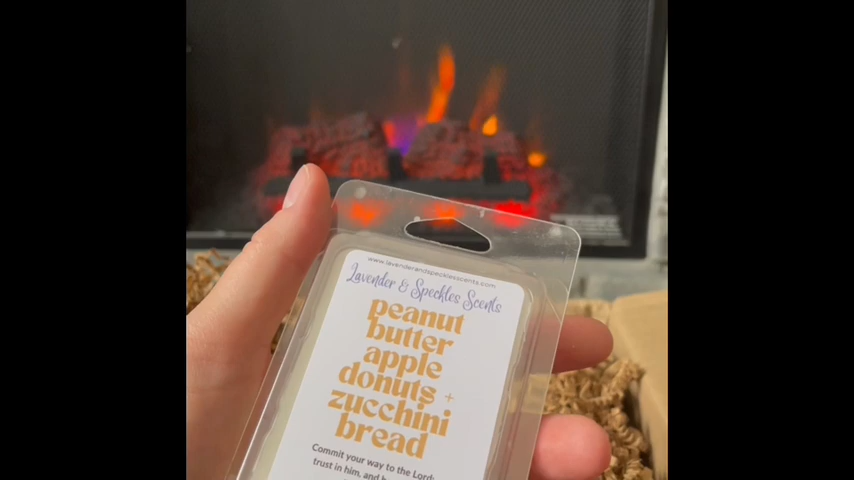 www.lavenderandspecklesscents.com
Lavender & Speckles Scents
peanut
butter
apple
donuts +
zucchini
bread
Commit your way to the Lord;
trust in him, and